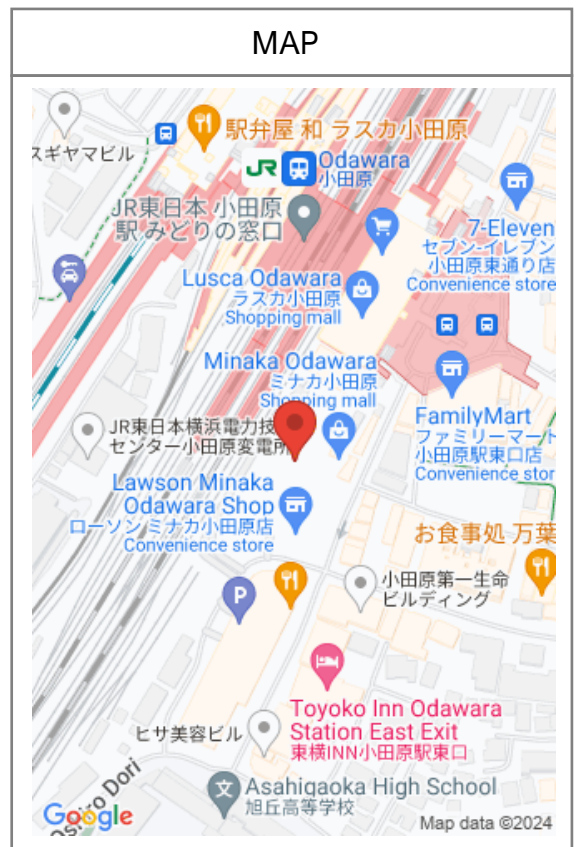 MAP
駅弁屋 和 ラスカ小田原
スギヤマビル
JR
Odawara
小田原
JR東日本 小田原
駅 みどりの窓口
7-Eleven
セブン-イレブン
小田原東通り店
Convenience store
Lusca Odawara
ラスカ小田原
Shopping mall
Minaka Odawara
ミナカ小田原
Shopping mall
JR東日本横浜電力技
センター小田原変電所
FamilyMart
ファミリーマート
小田原駅東口店
Convenience stor
Lawson Minaka
Odawara Shop
ローソン ミナカ小田原店
Convenience store
お食事処 万葉
P
小田原第一生命
ビルディング
Toyoko Inn Odawara
Station East Exit
東横INN小田原駅東口
ヒサ美容ビル
文
Asahigaoka High School
旭丘高等学校
Oshiro Dori
Google
Map data ©2024